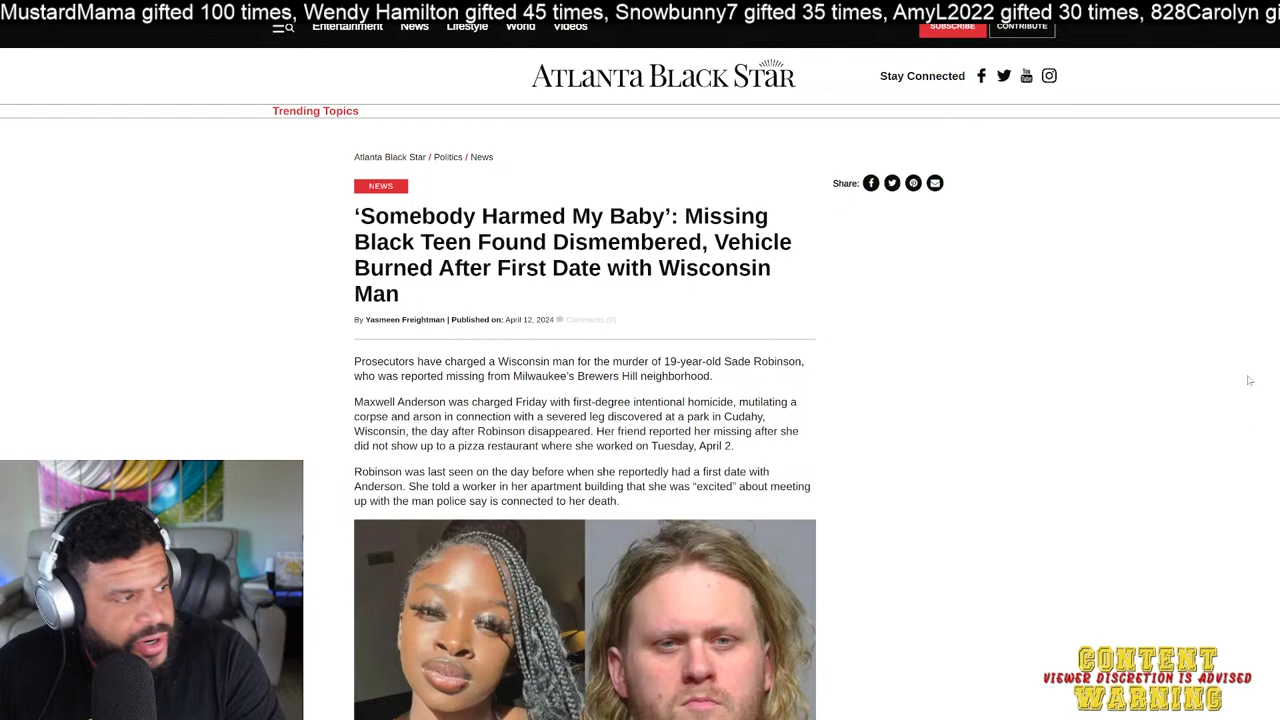 MustardMama gifted 100 times, Wendy Hamilton gifted 45 times, Snowbunny7 gifted 35 times, AmyL2022 gifted 30 times, 828Carolyn gi
Entertainment News Lifestyle World Videos SUBSCRIBE CONTRIBUTE
ATLANTA BLACK STAR Stay Connected
Trending Topics
Atlanta Black Star / Politics / News
NEWS Share:
‘Somebody Harmed My Baby’: Missing
Black Teen Found Dismembered, Vehicle
Burned After First Date with Wisconsin
Man
By Yasmeen Freightman | Published on: April 12, 2024 Comments (0)
Prosecutors have charged a Wisconsin man for the murder of 19-year-old Sade Robinson,
who was reported missing from Milwaukee’s Brewers Hill neighborhood.
Maxwell Anderson was charged Friday with first-degree intentional homicide, mutilating a
corpse and arson in connection with a severed leg discovered at a park in Cudahy,
Wisconsin, the day after Robinson disappeared. Her friend reported her missing after she
did not show up to a pizza restaurant where she worked on Tuesday, April 2.
Robinson was last seen on the day before when she reportedly had a first date with
Anderson. She told a worker in her apartment building that she was “excited” about meeting
up with the man police say is connected to her death.
CONTENT
VIEWER DISCRETION IS ADVISED
WARNING